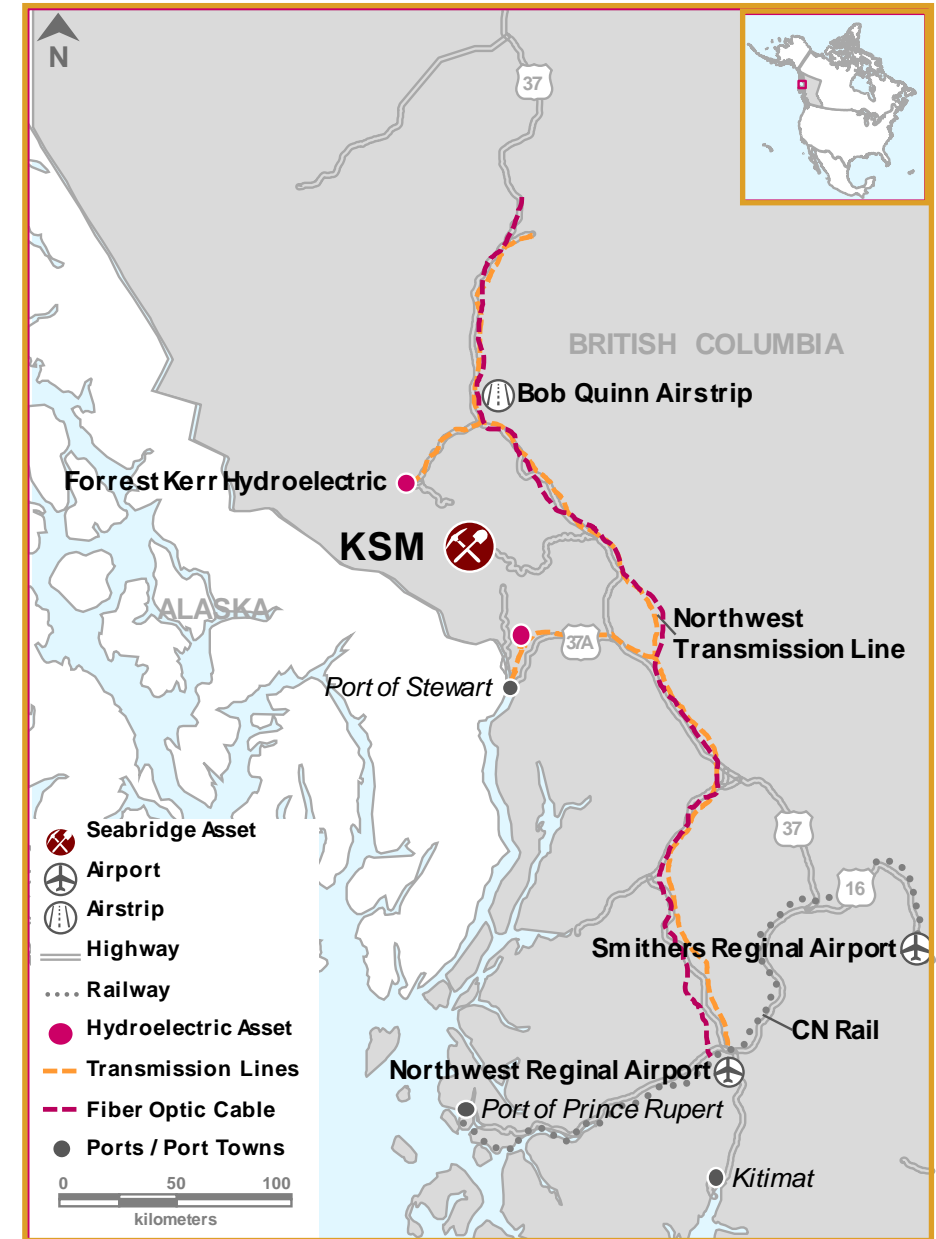 N
37
BRITISH COLUMBIA
Bob Quinn Airstrip
Forrest Kerr Hydroelectric
KSM
ALASKA
Northwest
Transmission Line
37A
Port of Stewart
37
16
Smithers Reginal Airport
CN Rail
Northwest Reginal Airport
Port of Prince Rupert
Kitimat
Seabridge Asset
Airport
Airstrip
Highway
Railway
Hydroelectric Asset
Transmission Lines
Fiber Optic Cable
Ports / Port Towns
0 50 100
kilometers